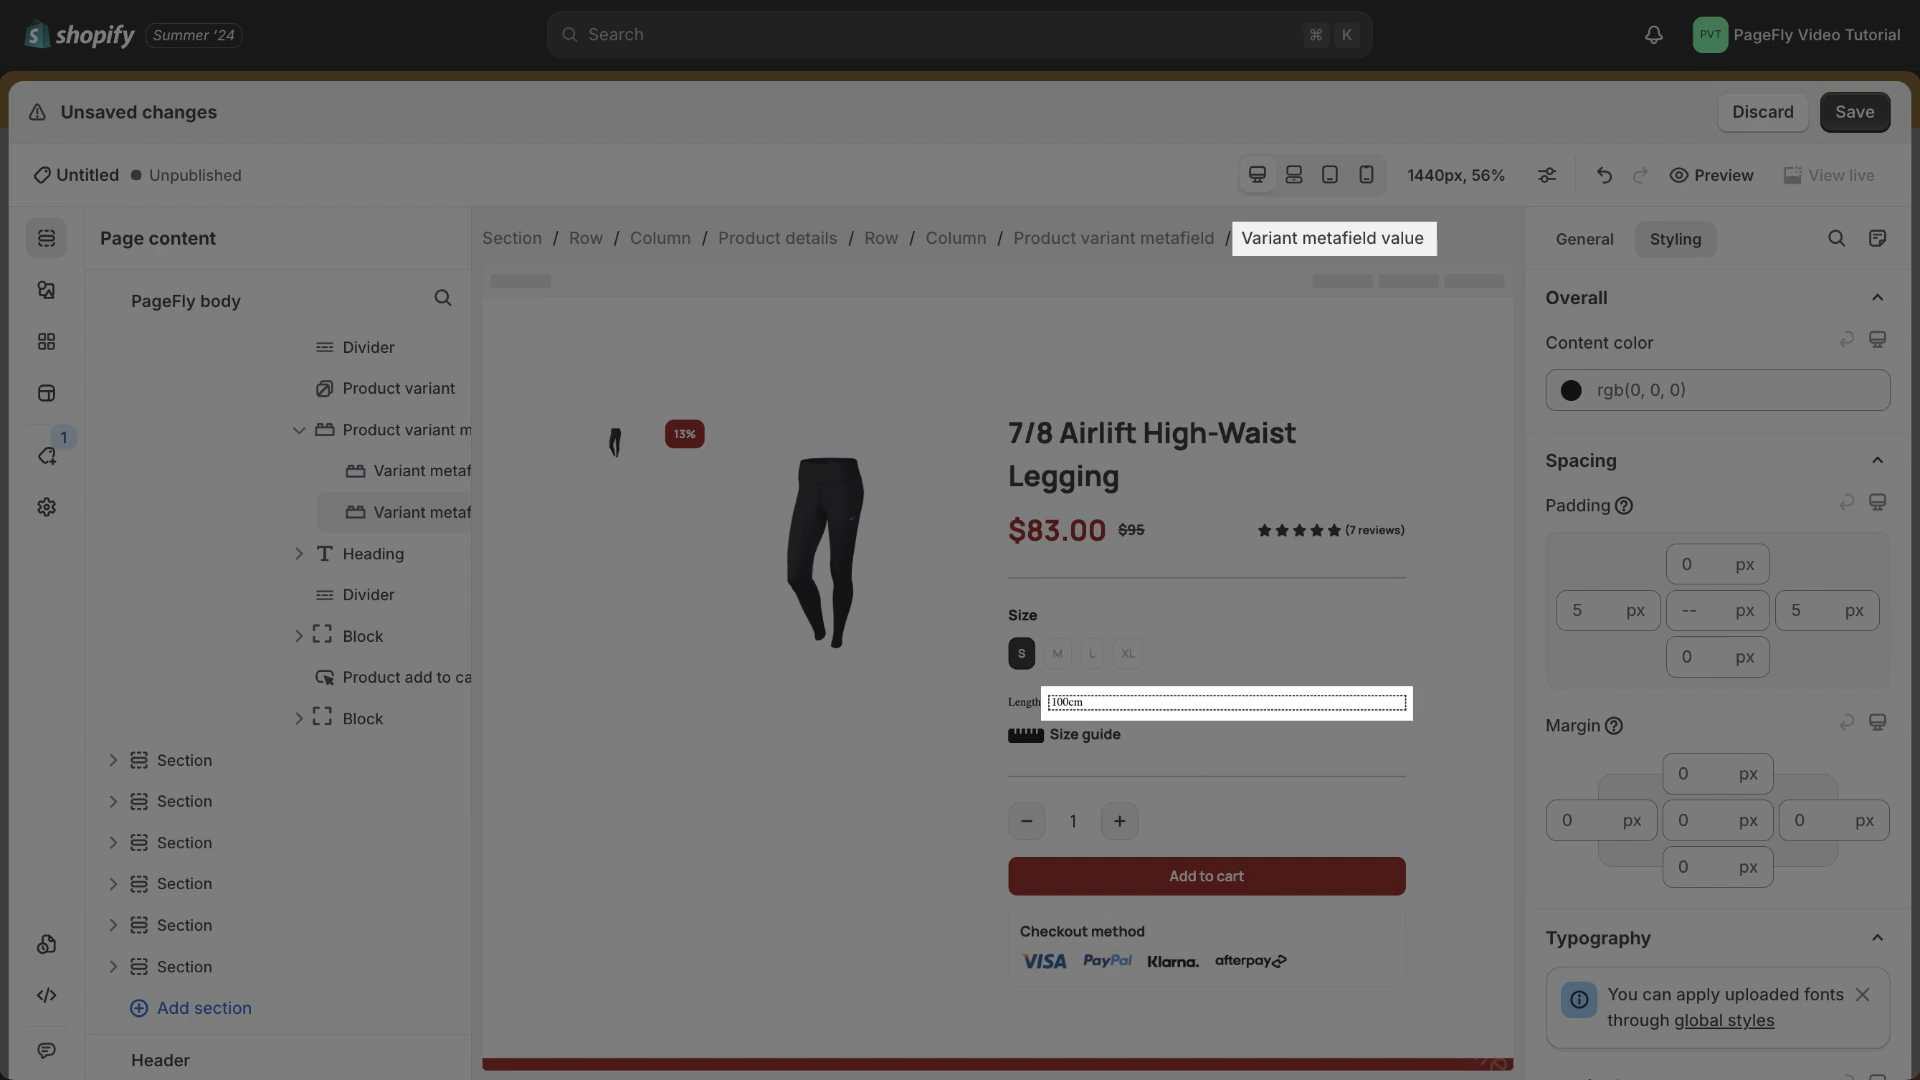 shopify Summer '24
Search
⌘ K
PVT PageFly Video Tutorial
Unsaved changes
Discard
Save
Untitled Unpublished
1440px, 56%
Preview
View live
Page content
Section / Row / Column / Product details / Row / Column / Product variant metafield / Variant metafield value
General
Styling
PageFly body
Divider
Product variant
Product variant m
Variant metaf
Variant metaf
Heading
Divider
Block
Product add to ca
Block
Section
Section
Section
Section
Section
Section
Add section
Header
1
13%
7/8 Airlift High-Waist
Legging
$83.00 $95
(7 reviews)
Size
S M L XL
Length 100cm
Size guide
− 1 +
Add to cart
Checkout method
VISA PayPal Klarna. afterpay
Overall
Content color
rgb(0, 0, 0)
Spacing
Padding
0 px
5 px -- px 5 px
0 px
Margin
0 px
0 px 0 px 0 px
0 px
Typography
You can apply uploaded fonts
through global styles